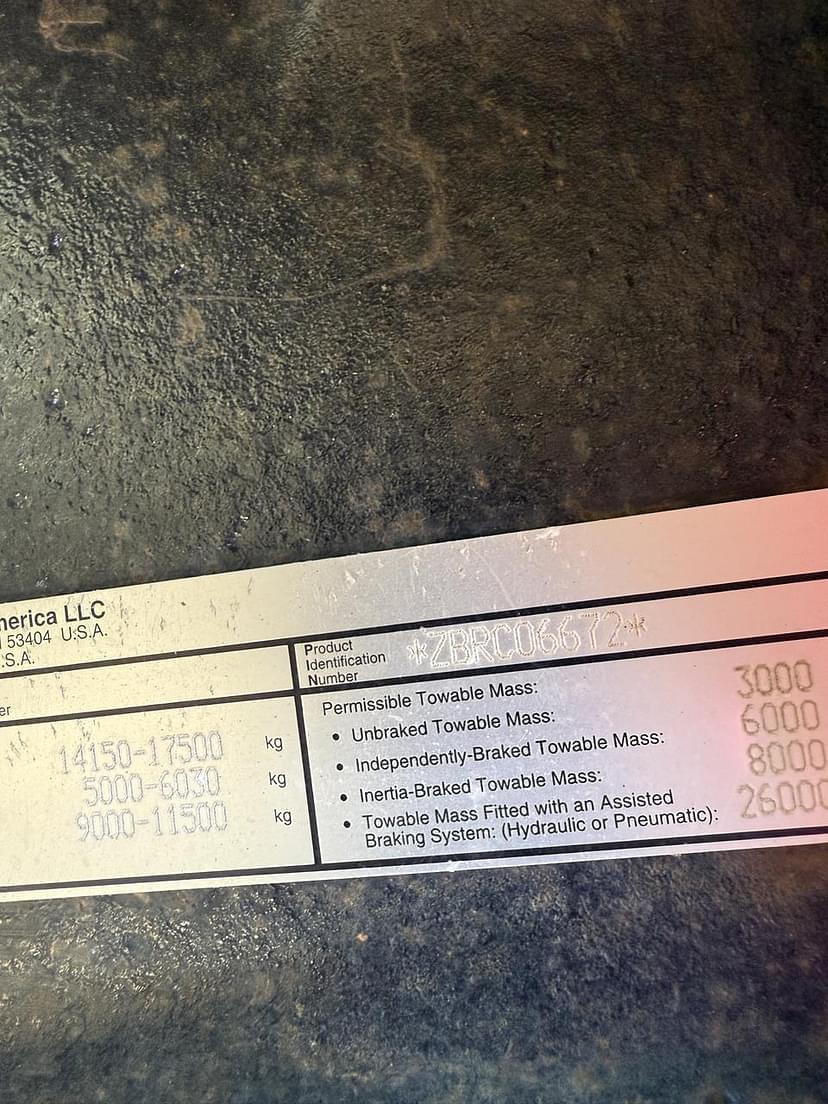 merica LLC
53404 U.S.A.
.S.A.
er
Product
Identification
Number
*ZBRC06672*
14150-17500 kg
5000-6030 kg
9000-11500 kg
Permissible Towable Mass:
• Unbraked Towable Mass: 3000
• Independently-Braked Towable Mass: 6000
• Inertia-Braked Towable Mass: 8000
• Towable Mass Fitted with an Assisted
Braking System: (Hydraulic or Pneumatic): 26000